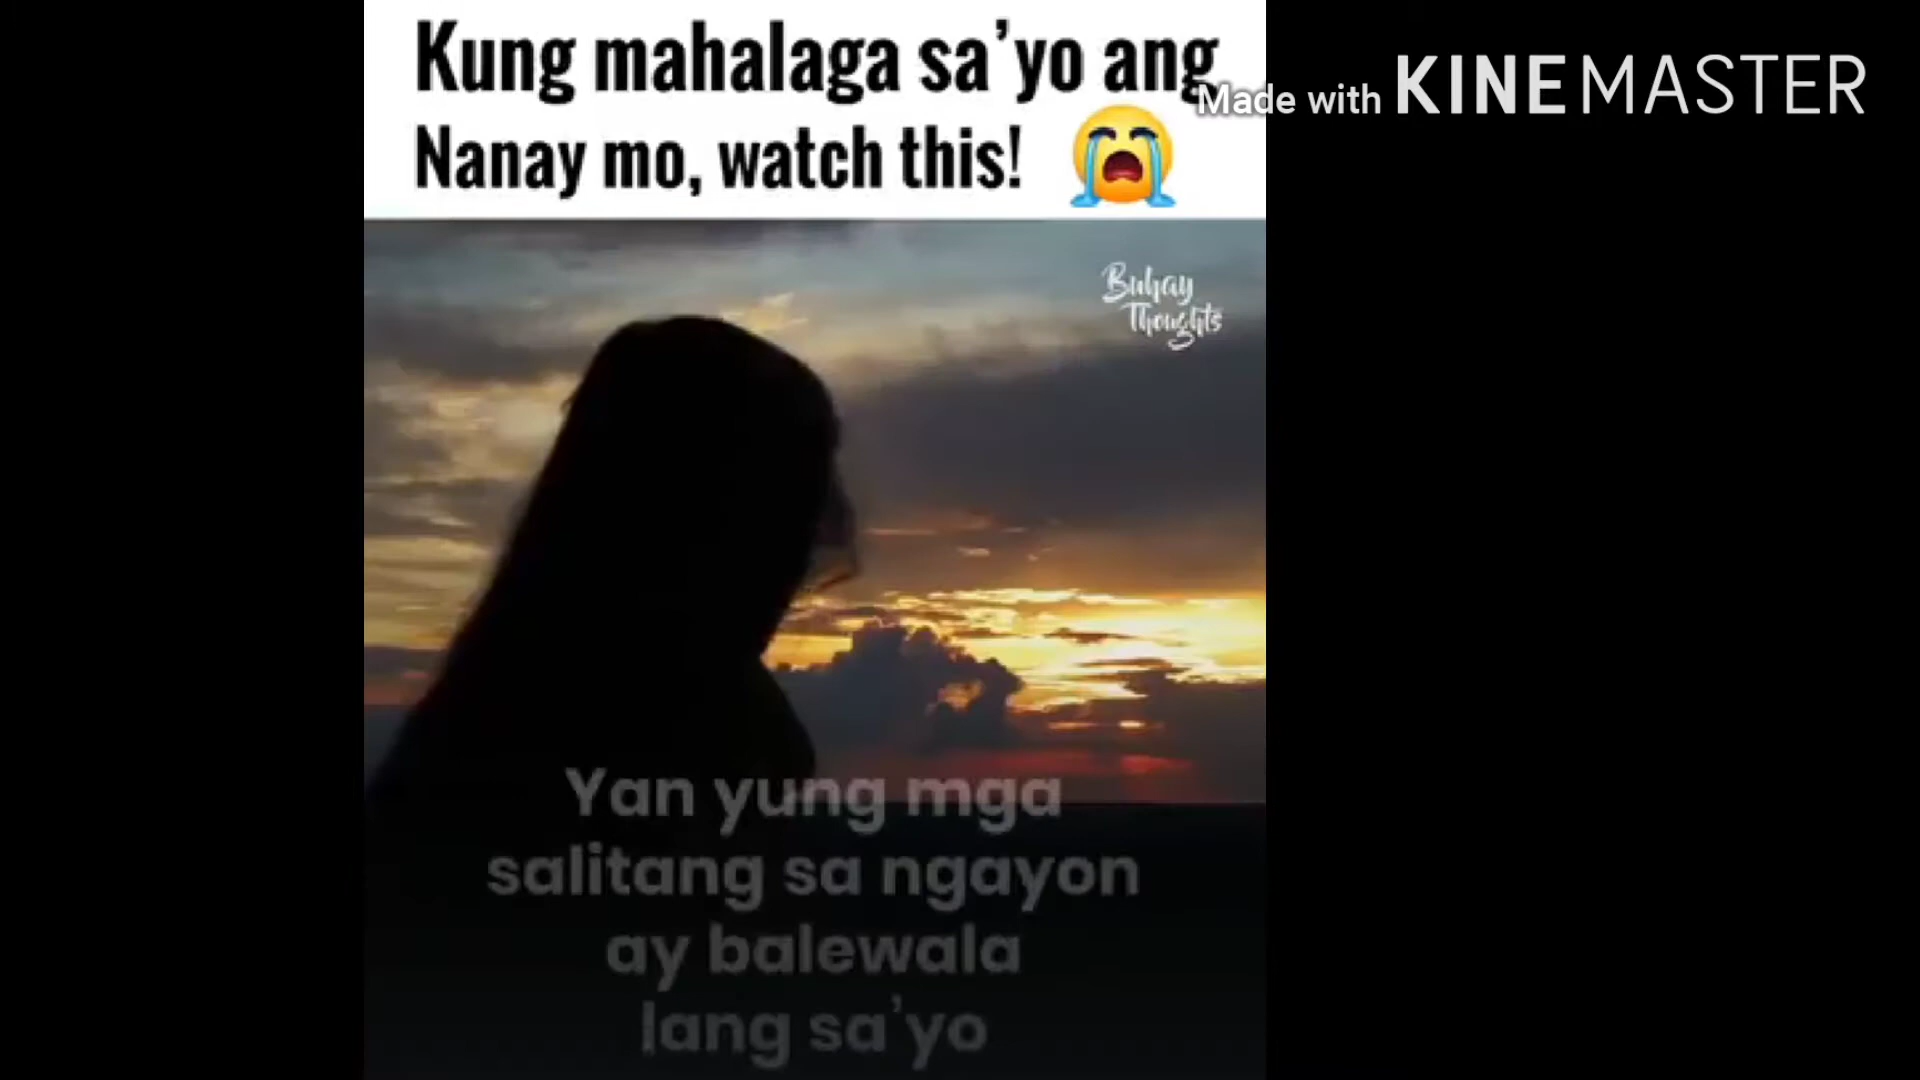 Kung mahalaga sa’yo ang
Nanay mo, watch this!
Made with KINEMASTER
Buhay
Thoughts
Yan yung mga
salitang sa ngayon
ay balewala
lang sa’yo